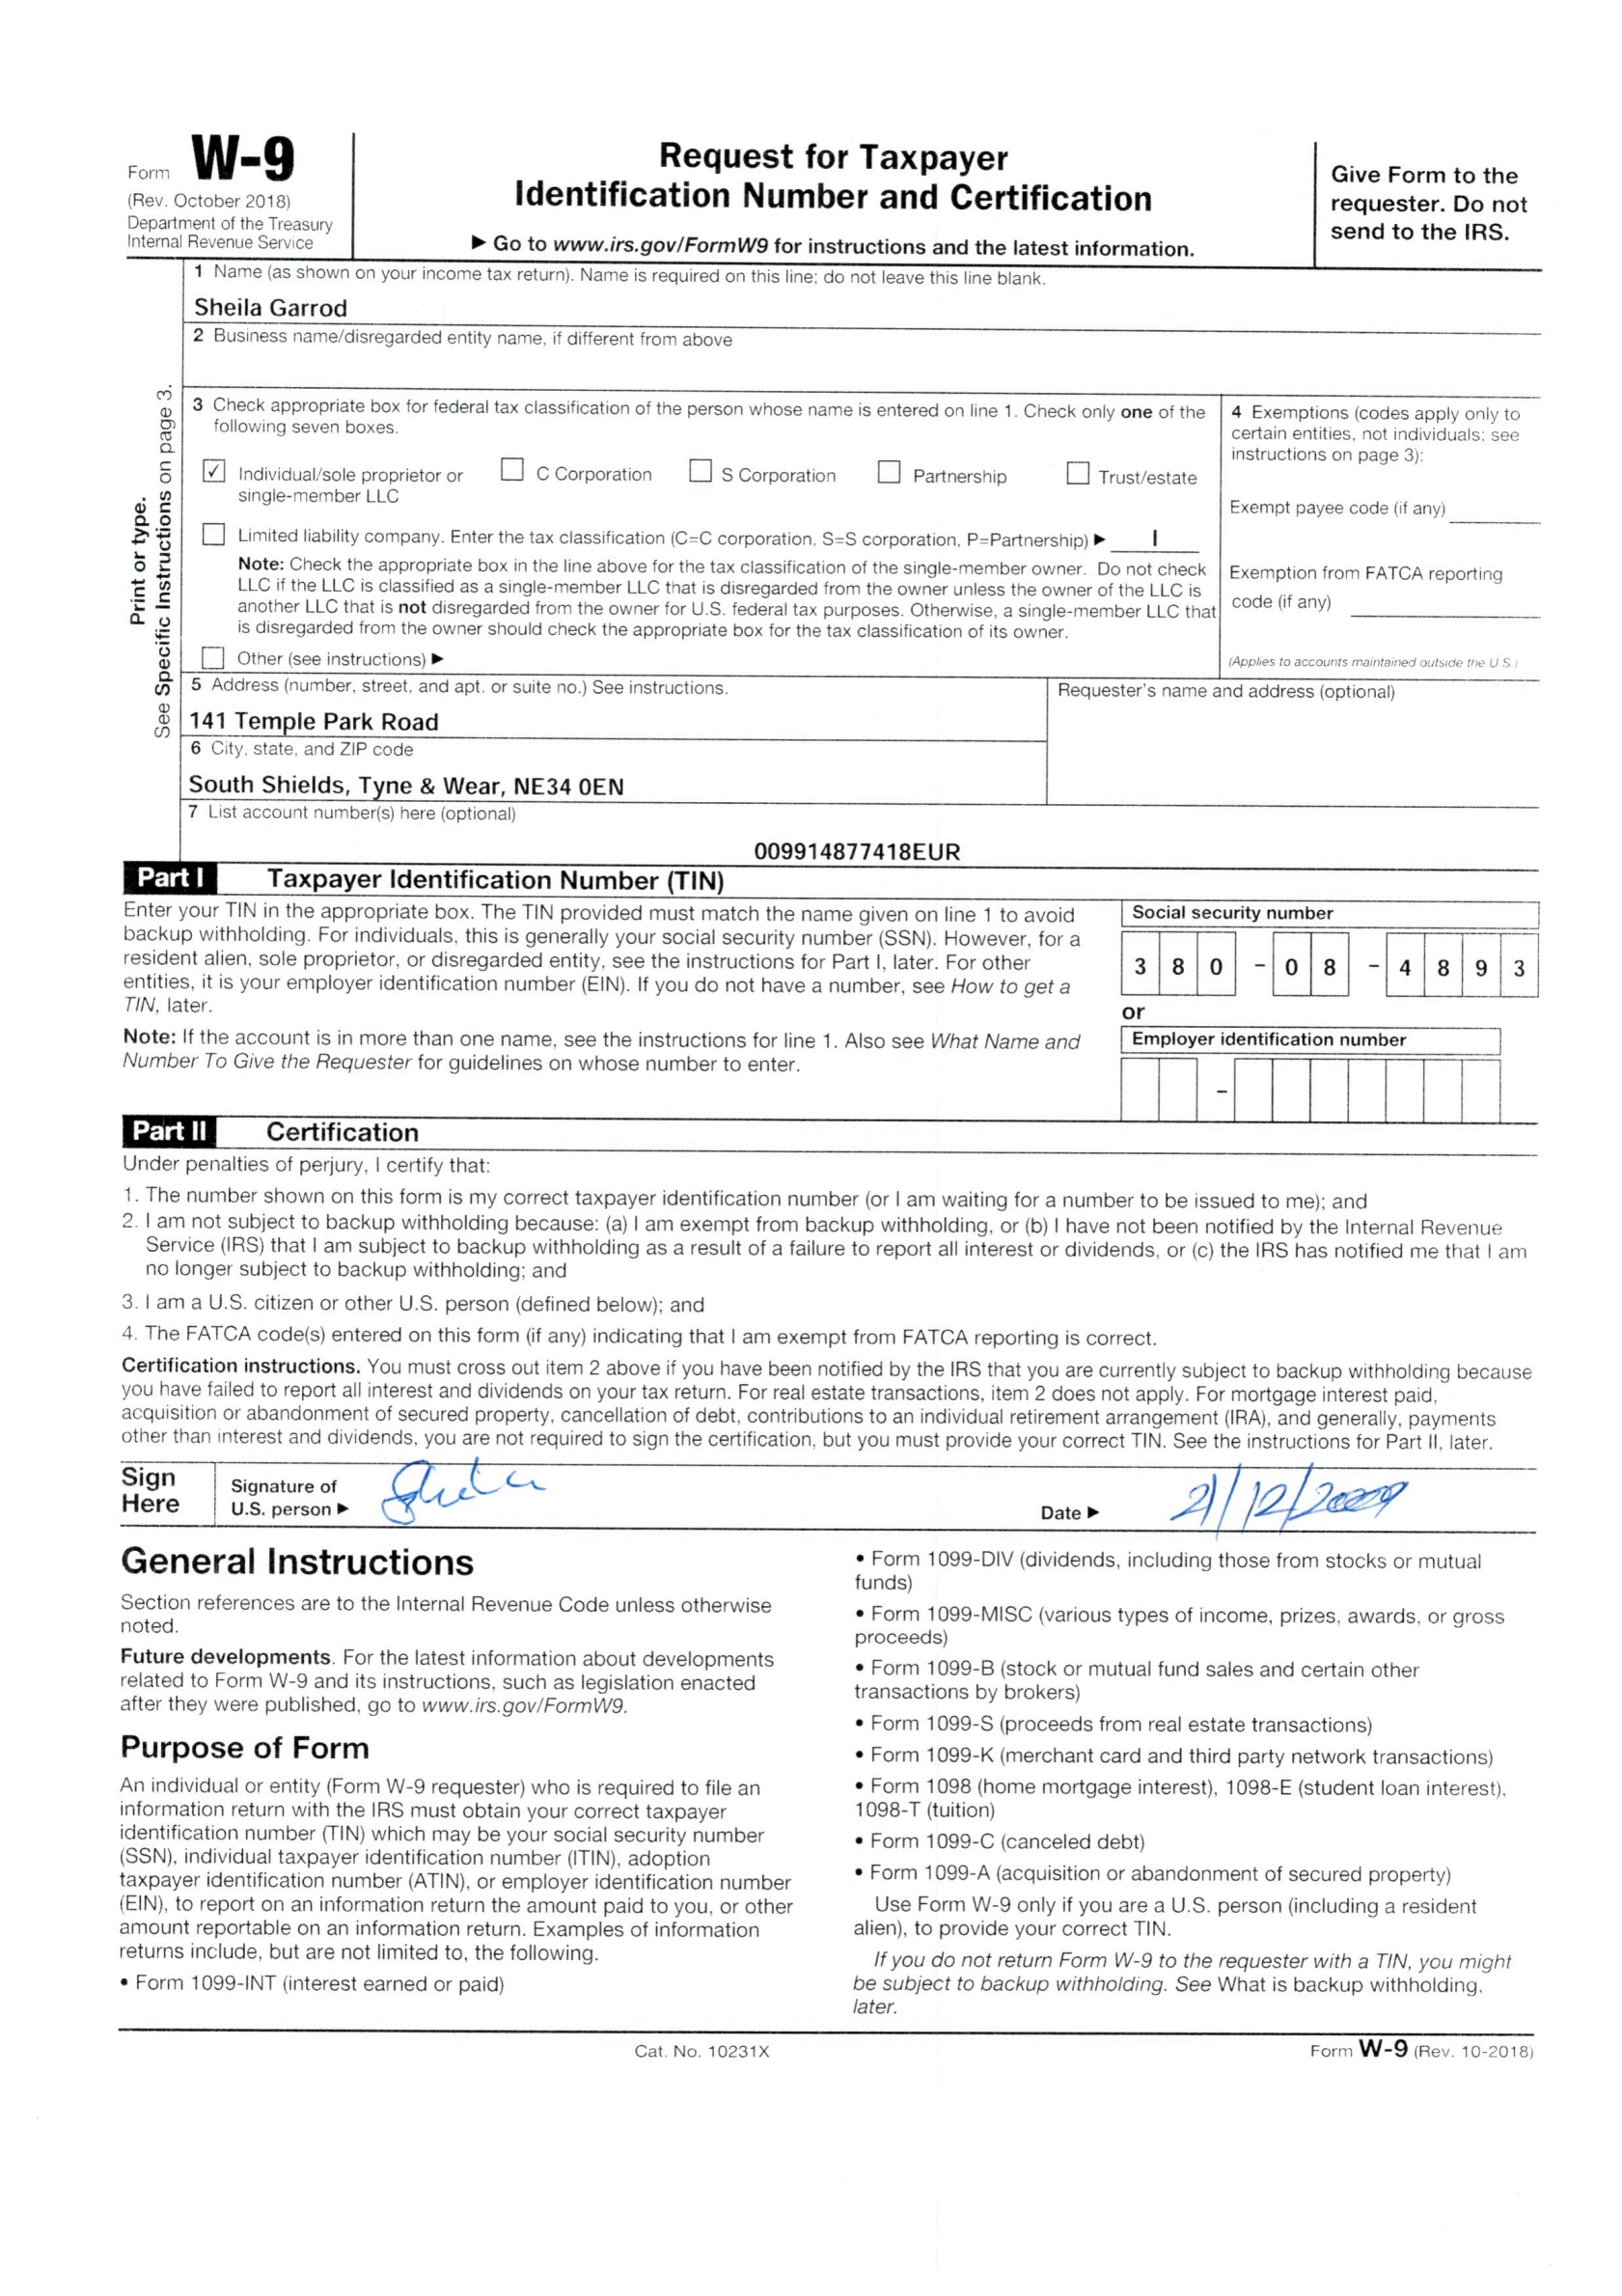 Form W-9
(Rev. October 2018)
Department of the Treasury
Internal Revenue Service
Request for Taxpayer
Identification Number and Certification
▶ Go to www.irs.gov/FormW9 for instructions and the latest information.
Give Form to the
requester. Do not
send to the IRS.
Print or type.
See Specific Instructions on page 3.
1 Name (as shown on your income tax return). Name is required on this line; do not leave this line blank.
Sheila Garrod
2 Business name/disregarded entity name, if different from above
3 Check appropriate box for federal tax classification of the person whose name is entered on line 1. Check only one of the
following seven boxes.
✓ Individual/sole proprietor or
single-member LLC
C Corporation
S Corporation
Partnership
Trust/estate
Limited liability company. Enter the tax classification (C=C corporation, S=S corporation, P=Partnership) ▶ I
Note: Check the appropriate box in the line above for the tax classification of the single-member owner. Do not check
LLC if the LLC is classified as a single-member LLC that is disregarded from the owner unless the owner of the LLC is
another LLC that is not disregarded from the owner for U.S. federal tax purposes. Otherwise, a single-member LLC that
is disregarded from the owner should check the appropriate box for the tax classification of its owner.
Other (see instructions) ▶
4 Exemptions (codes apply only to
certain entities, not individuals; see
instructions on page 3):
Exempt payee code (if any)
Exemption from FATCA reporting
code (if any)
(Applies to accounts maintained outside the U.S.)
5 Address (number, street, and apt. or suite no.) See instructions.
141 Temple Park Road
6 City, state, and ZIP code
South Shields, Tyne & Wear, NE34 0EN
Requester's name and address (optional)
7 List account number(s) here (optional)
009914877418EUR
Part I Taxpayer Identification Number (TIN)
Enter your TIN in the appropriate box. The TIN provided must match the name given on line 1 to avoid
backup withholding. For individuals, this is generally your social security number (SSN). However, for a
resident alien, sole proprietor, or disregarded entity, see the instructions for Part I, later. For other
entities, it is your employer identification number (EIN). If you do not have a number, see How to get a
TIN, later.
Note: If the account is in more than one name, see the instructions for line 1. Also see What Name and
Number To Give the Requester for guidelines on whose number to enter.
Social security number
3 8 0 - 0 8 - 4 8 9 3
or
Employer identification number
-
Part II Certification
Under penalties of perjury, I certify that:
1. The number shown on this form is my correct taxpayer identification number (or I am waiting for a number to be issued to me); and
2. I am not subject to backup withholding because: (a) I am exempt from backup withholding, or (b) I have not been notified by the Internal Revenue
Service (IRS) that I am subject to backup withholding as a result of a failure to report all interest or dividends, or (c) the IRS has notified me that I am
no longer subject to backup withholding; and
3. I am a U.S. citizen or other U.S. person (defined below); and
4. The FATCA code(s) entered on this form (if any) indicating that I am exempt from FATCA reporting is correct.
Certification instructions. You must cross out item 2 above if you have been notified by the IRS that you are currently subject to backup withholding because
you have failed to report all interest and dividends on your tax return. For real estate transactions, item 2 does not apply. For mortgage interest paid,
acquisition or abandonment of secured property, cancellation of debt, contributions to an individual retirement arrangement (IRA), and generally, payments
other than interest and dividends, you are not required to sign the certification, but you must provide your correct TIN. See the instructions for Part II, later.
Sign
Here
Signature of
U.S. person ▶
Date ▶ 21/12/
General Instructions
Section references are to the Internal Revenue Code unless otherwise
noted.
Future developments. For the latest information about developments
related to Form W-9 and its instructions, such as legislation enacted
after they were published, go to www.irs.gov/FormW9.
Purpose of Form
An individual or entity (Form W-9 requester) who is required to file an
information return with the IRS must obtain your correct taxpayer
identification number (TIN) which may be your social security number
(SSN), individual taxpayer identification number (ITIN), adoption
taxpayer identification number (ATIN), or employer identification number
(EIN), to report on an information return the amount paid to you, or other
amount reportable on an information return. Examples of information
returns include, but are not limited to, the following.
• Form 1099-INT (interest earned or paid)
• Form 1099-DIV (dividends, including those from stocks or mutual
funds)
• Form 1099-MISC (various types of income, prizes, awards, or gross
proceeds)
• Form 1099-B (stock or mutual fund sales and certain other
transactions by brokers)
• Form 1099-S (proceeds from real estate transactions)
• Form 1099-K (merchant card and third party network transactions)
• Form 1098 (home mortgage interest), 1098-E (student loan interest),
1098-T (tuition)
• Form 1099-C (canceled debt)
• Form 1099-A (acquisition or abandonment of secured property)
Use Form W-9 only if you are a U.S. person (including a resident
alien), to provide your correct TIN.
If you do not return Form W-9 to the requester with a TIN, you might
be subject to backup withholding. See What is backup withholding,
later.
Cat. No. 10231X
Form W-9 (Rev. 10-2018)